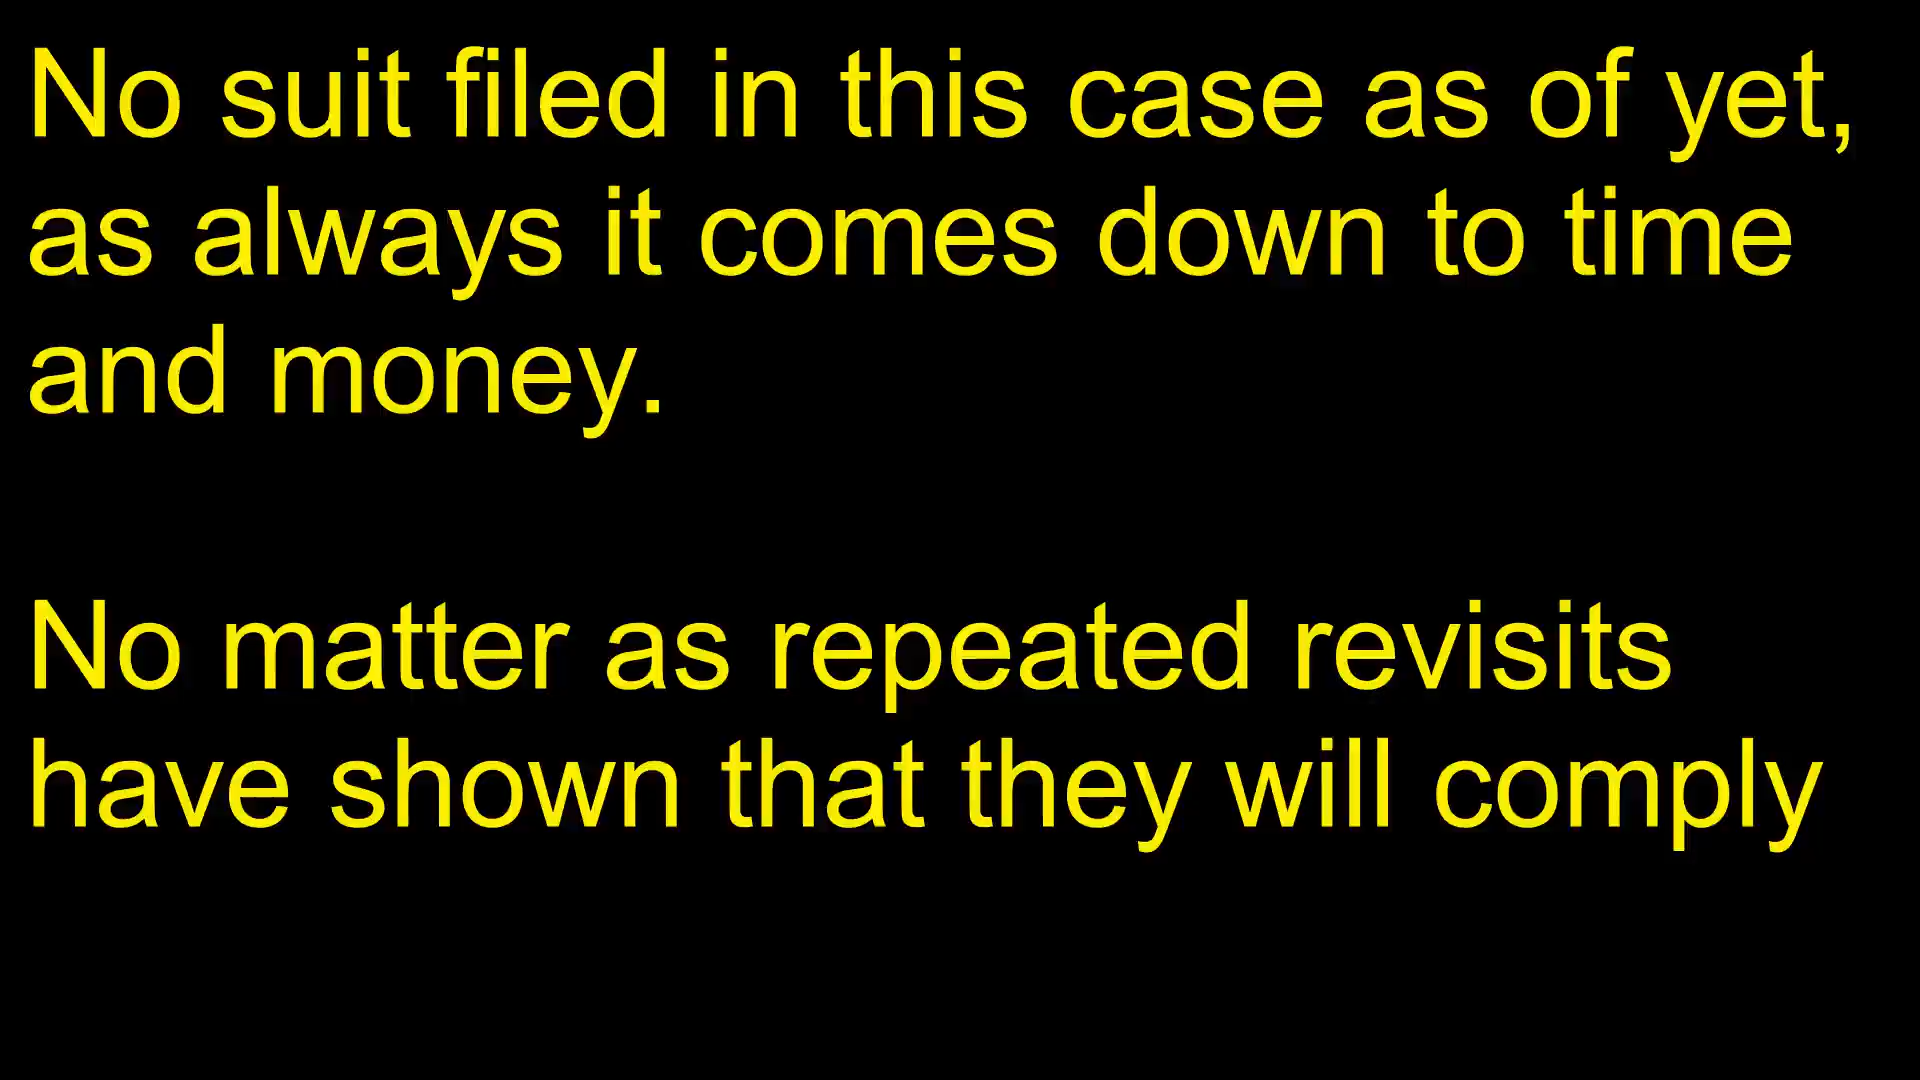 No suit filed in this case as of yet,
as always it comes down to time
and money.
No matter as repeated revisits
have shown that they will comply